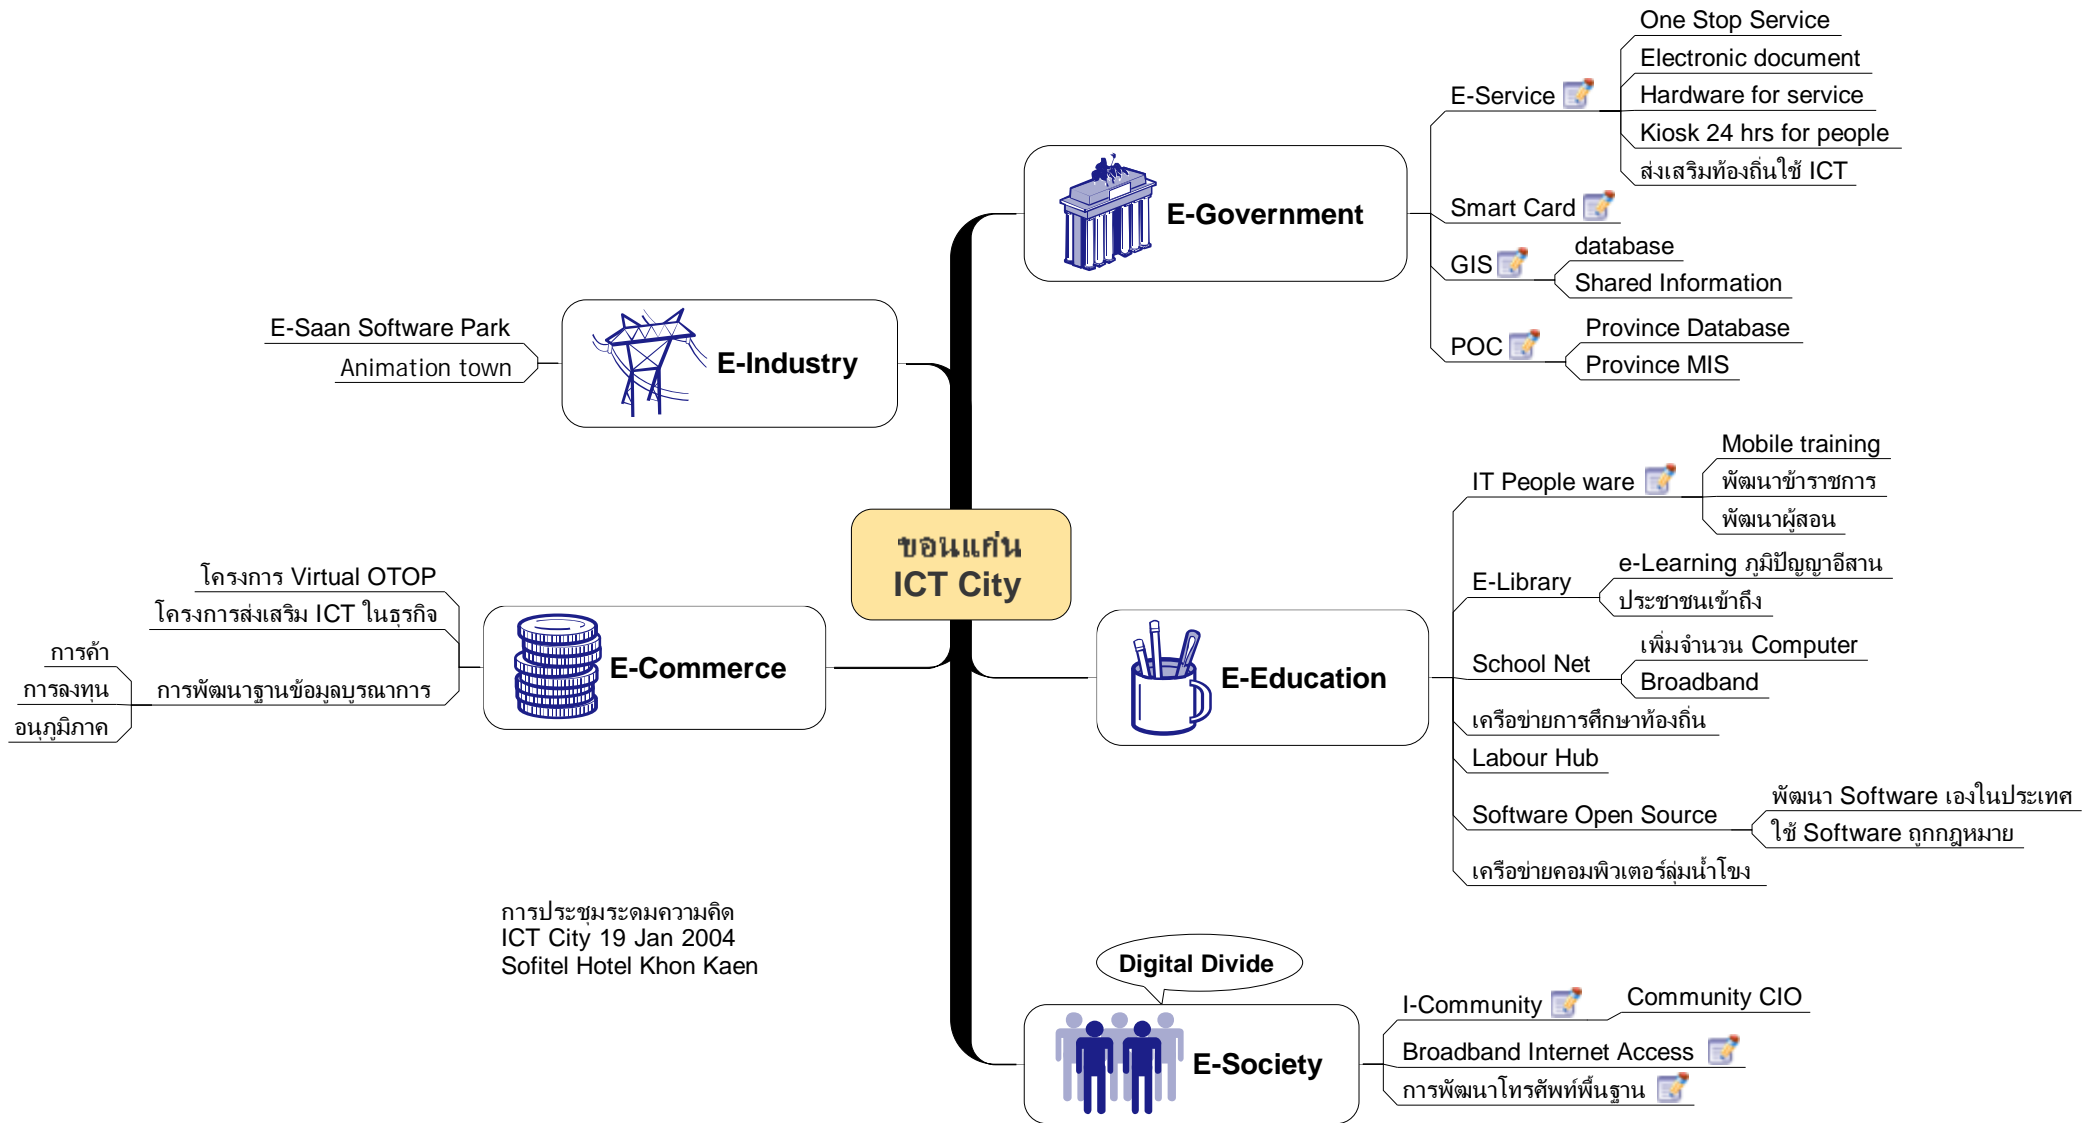 ขอนแก่น
ICT City
E-Government
E-Service
One Stop Service
Electronic document
Hardware for service
Kiosk 24 hrs for people
ส่งเสริมท้องถิ่นใช้ ICT
Smart Card
GIS
database
Shared Information
POC
Province Database
Province MIS
E-Education
IT People ware
Mobile training
พัฒนาข้าราชการ
พัฒนาผู้สอน
E-Library
e-Learning ภูมิปัญญาอีสาน
ประชาชนเข้าถึง
School Net
เพิ่มจำนวน Computer
Broadband
เครือข่ายการศึกษาท้องถิ่น
Labour Hub
Software Open Source
พัฒนา Software เองในประเทศ
ใช้ Software ถูกกฎหมาย
เครือข่ายคอมพิวเตอร์ลุ่มน้ำโขง
Digital Divide
E-Society
I-Community
Community CIO
Broadband Internet Access
การพัฒนาโทรศัพท์พื้นฐาน
E-Industry
E-Saan Software Park
Animation town
E-Commerce
โครงการ Virtual OTOP
โครงการส่งเสริม ICT ในธุรกิจ
การพัฒนาฐานข้อมูลบูรณาการ
การค้า
การลงทุน
อนุภูมิภาค
การประชุมระดมความคิด
ICT City 19 Jan 2004
Sofitel Hotel Khon Kaen